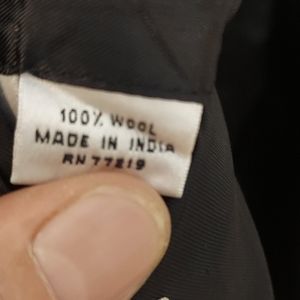 100% WOOL
MADE IN INDIA
RN 77819